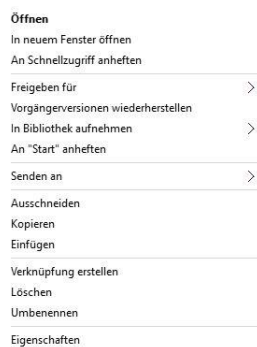 Öffnen
In neuem Fenster öffnen
An Schnellzugriff anheften
Freigeben für
Vorgängerversionen wiederherstellen
In Bibliothek aufnehmen
An "Start" anheften
Senden an
Ausschneiden
Kopieren
Einfügen
Verknüpfung erstellen
Löschen
Umbenennen
Eigenschaften